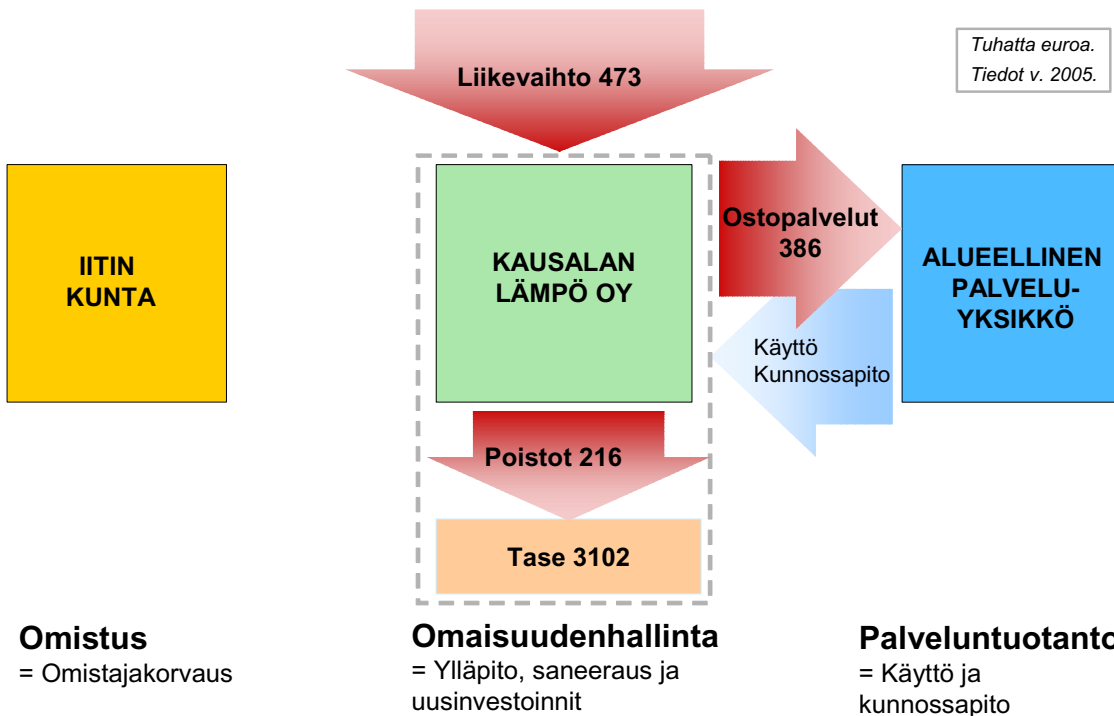 Tuhatta euroa.
Tiedot v. 2005.
Liikevaihto 473
IITIN
KUNTA
KAUSALAN
LÄMPÖ OY
Ostopalvelut
386
ALUEELLINEN
PALVELU-
YKSIKKÖ
Käyttö
Kunnossapito
Poistot 216
Tase 3102
Omistus
= Omistajakorvaus
Omaisuudenhallinta
= Ylläpito, saneeraus ja
uusinvestoinnit
Palveluntuotanto
= Käyttö ja
kunnossapito